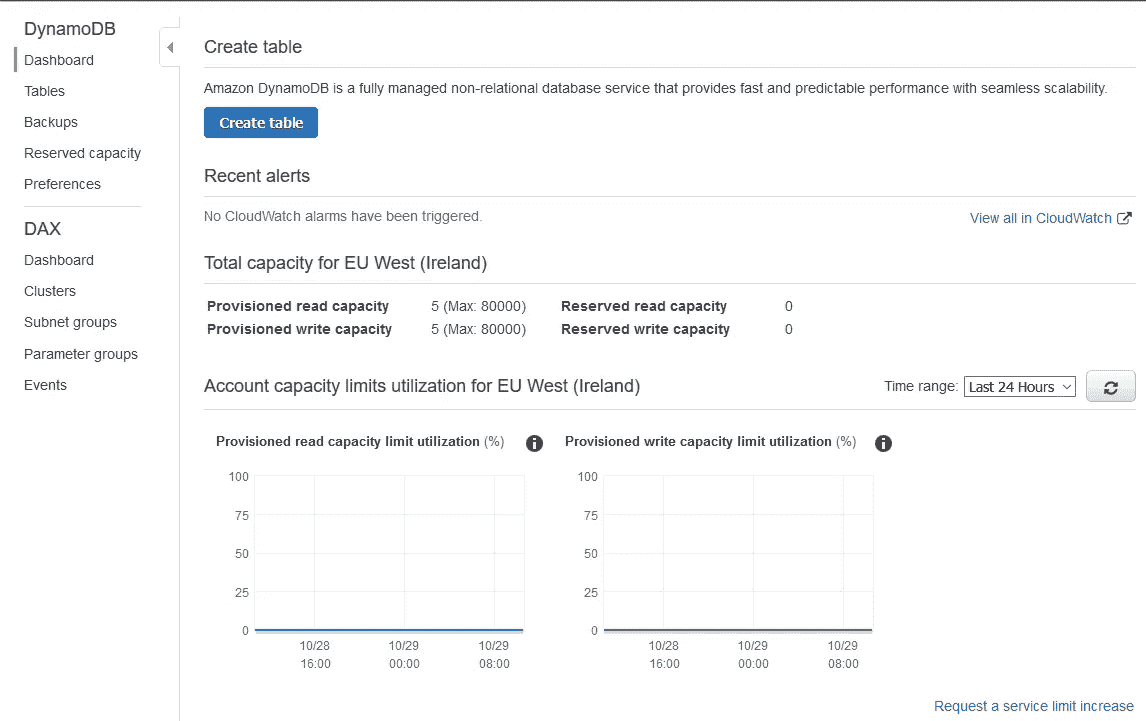 DynamoDB
Dashboard
Tables
Backups
Reserved capacity
Preferences
DAX
Dashboard
Clusters
Subnet groups
Parameter groups
Events
Create table
Amazon DynamoDB is a fully managed non-relational database service that provides fast and predictable performance with seamless scalability.
Create table
Recent alerts
No CloudWatch alarms have been triggered.
View all in CloudWatch
Total capacity for EU West (Ireland)
Provisioned read capacity 5 (Max: 80000) Reserved read capacity 0
Provisioned write capacity 5 (Max: 80000) Reserved write capacity 0
Account capacity limits utilization for EU West (Ireland) Time range: Last 24 Hours
Provisioned read capacity limit utilization (%)
100
75
50
25
0
10/28 10/29 10/29
16:00 00:00 08:00
Provisioned write capacity limit utilization (%)
100
75
50
25
0
10/28 10/29 10/29
16:00 00:00 08:00
Request a service limit increase